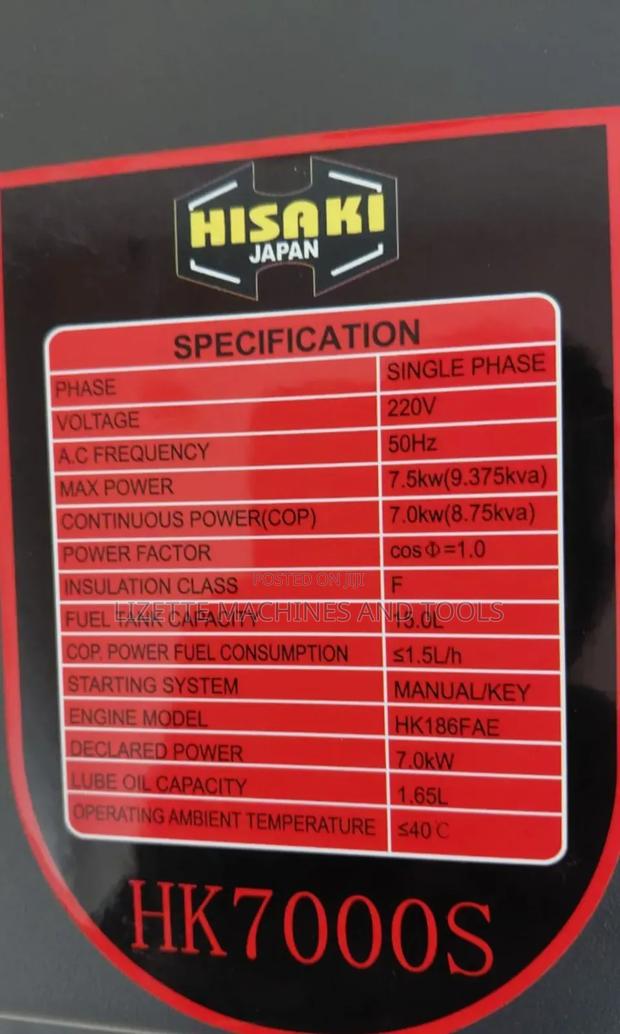 HISAKI
JAPAN
SPECIFICATION
PHASE SINGLE PHASE
VOLTAGE 220V
A.C FREQUENCY 50Hz
MAX POWER 7.5kw(9.375kva)
CONTINUOUS POWER(COP) 7.0kw(8.75kva)
POWER FACTOR cosΦ=1.0
INSULATION CLASS F
POSTED ON JIJI
LIZETTE MACHINES AND TOOLS
FUEL TANK CAPACITY 15.0L
COP. POWER FUEL CONSUMPTION ≤1.5L/h
STARTING SYSTEM MANUAL/KEY
ENGINE MODEL HK186FAE
DECLARED POWER 7.0kW
LUBE OIL CAPACITY 1.65L
OPERATING AMBIENT TEMPERATURE ≤40℃
HK7000S